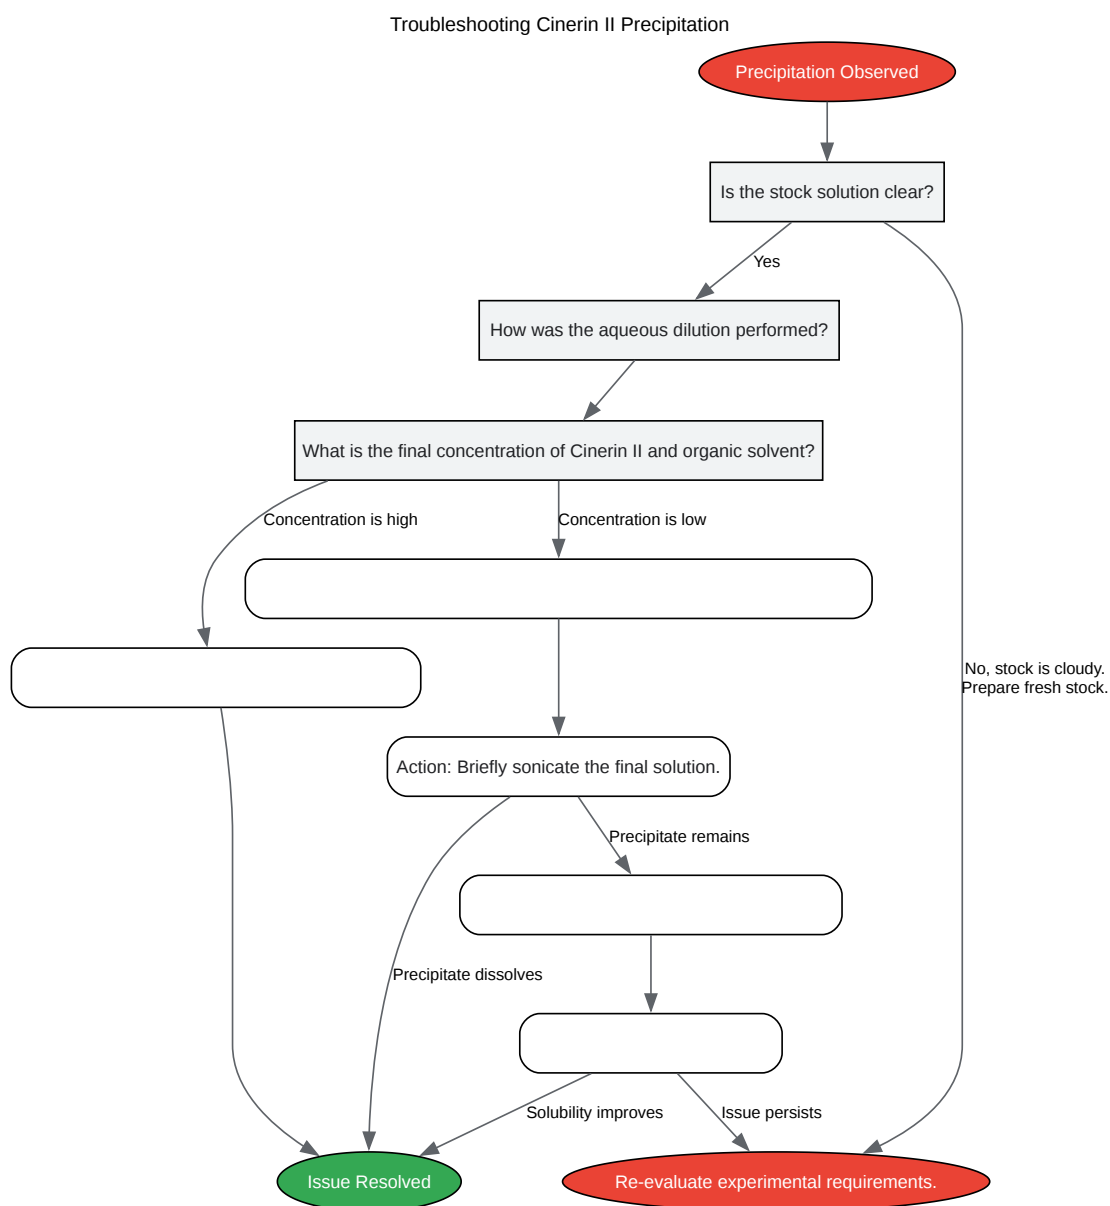 Troubleshooting Cinerin II Precipitation
Precipitation Observed
Is the stock solution clear?
Yes
How was the aqueous dilution performed?
What is the final concentration of Cinerin II and organic solvent?
Concentration is high
Concentration is low
No, stock is cloudy.
Prepare fresh stock.
Action: Briefly sonicate the final solution.
Precipitate remains
Precipitate dissolves
Solubility improves
Issue persists
Issue Resolved
Re-evaluate experimental requirements.